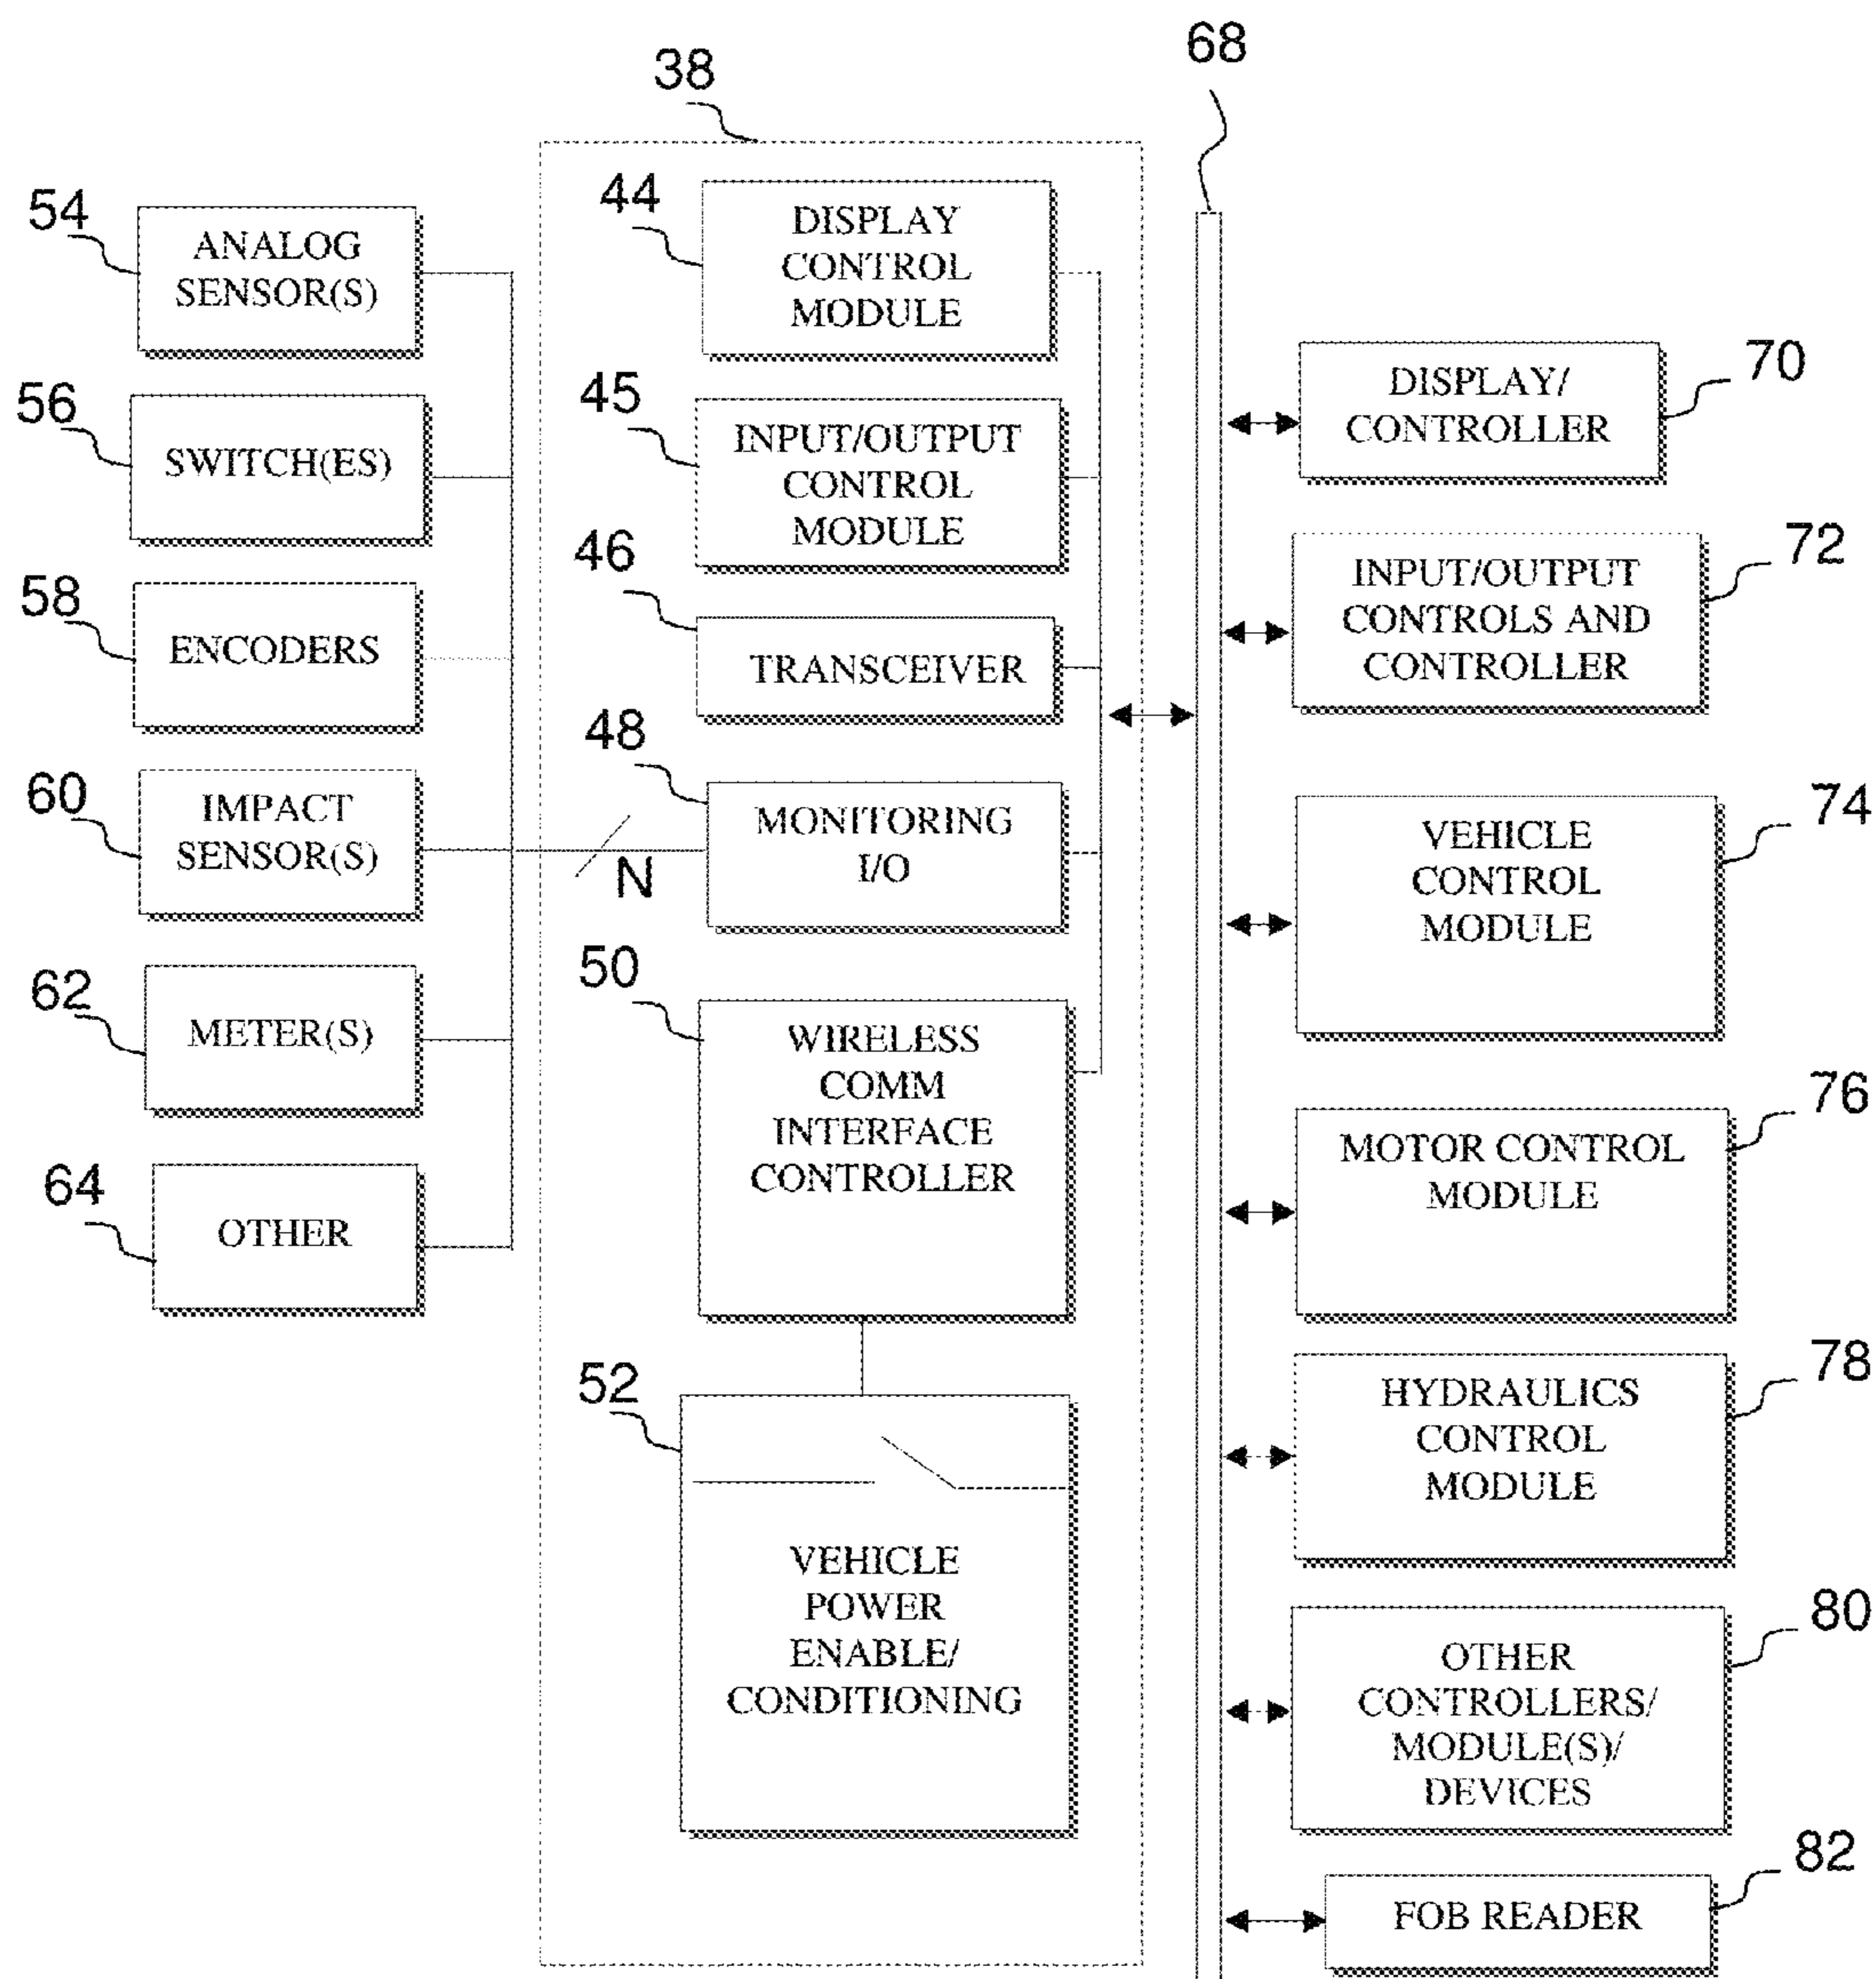 68
38
54
ANALOG
SENSOR(S)
56
SWITCH(ES)
58
ENCODERS
60
IMPACT
SENSOR(S)
62
METER(S)
64
OTHER
N
44
DISPLAY
CONTROL
MODULE
45
INPUT/OUTPUT
CONTROL
MODULE
46
TRANSCEIVER
48
MONITORING
I/O
50
WIRELESS
COMM
INTERFACE
CONTROLLER
52
VEHICLE
POWER
ENABLE/
CONDITIONING
DISPLAY/
CONTROLLER
70
INPUT/OUTPUT
CONTROLS AND
CONTROLLER
72
VEHICLE
CONTROL
MODULE
74
MOTOR CONTROL
MODULE
76
HYDRAULICS
CONTROL
MODULE
78
OTHER
CONTROLLERS/
MODULE(S)/
DEVICES
80
FOB READER
82